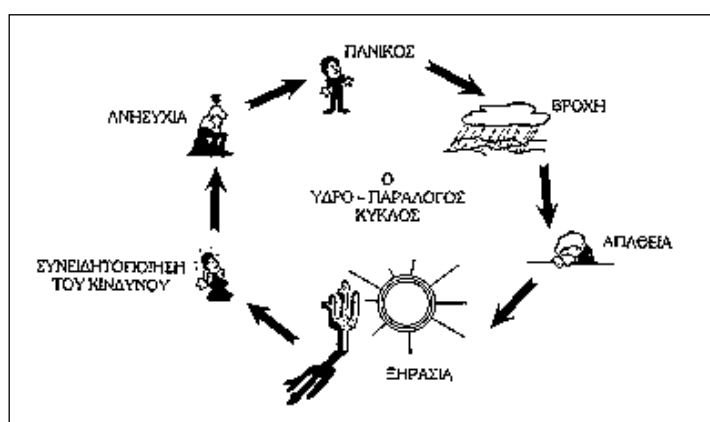 ΠΑΝΙΚΟΣ
ΒΡΟΧΗ
ΑΠΑΘΕΙΑ
ΞΗΡΑΣΙΑ
ΣΥΝΕΙΔΗΤΟΠΟΙΗΣΗ
ΤΟΥ ΚΙΝΔΥΝΟΥ
ΑΝΗΣΥΧΙΑ
Ο
ΥΔΡΟ – ΠΑΡΑΛΟΓΟΣ
ΚΥΚΛΟΣ